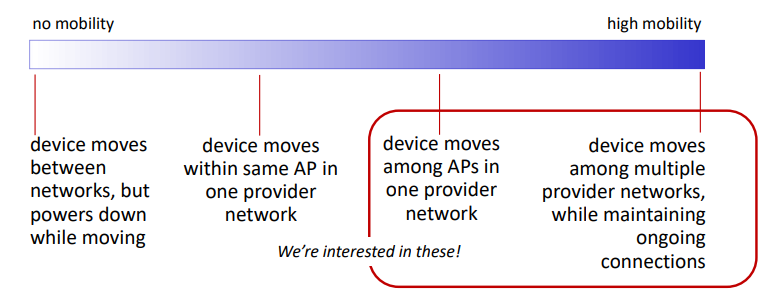 no mobility
high mobility
device moves
between
networks, but
powers down
while moving
device moves
within same AP in
one provider
network
device moves
among APs in
one provider
network
device moves
among multiple
provider networks,
while maintaining
ongoing
connections
We're interested in these!